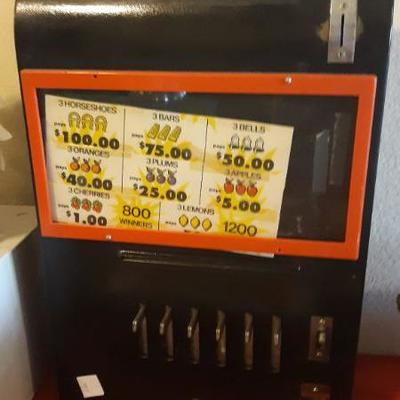 3 HORSESHOES
pays $100.00
3 BARS
pays $75.00
3 BELLS
pays $50.00
3 ORANGES
pays $40.00
3 PLUMS
pays $25.00
3 APPLES
pays $5.00
3 CHERRIES
pays $1.00
800 WINNERS
3 LEMONS
pays
1200